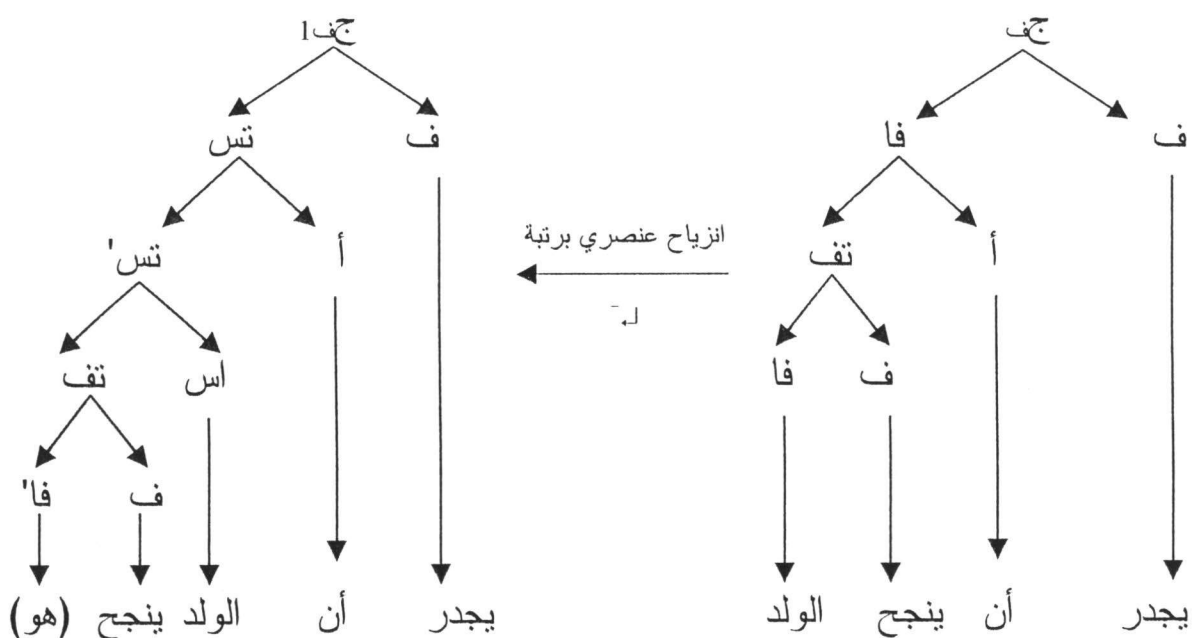 جف جف1
ف فا ف تس
انزياح عنصري برتبة
أ تف أ تس'
ف فا اس تف
ف فا'
يجدر أن ينجح الولد يجدر أن الولد ينجح (هو)